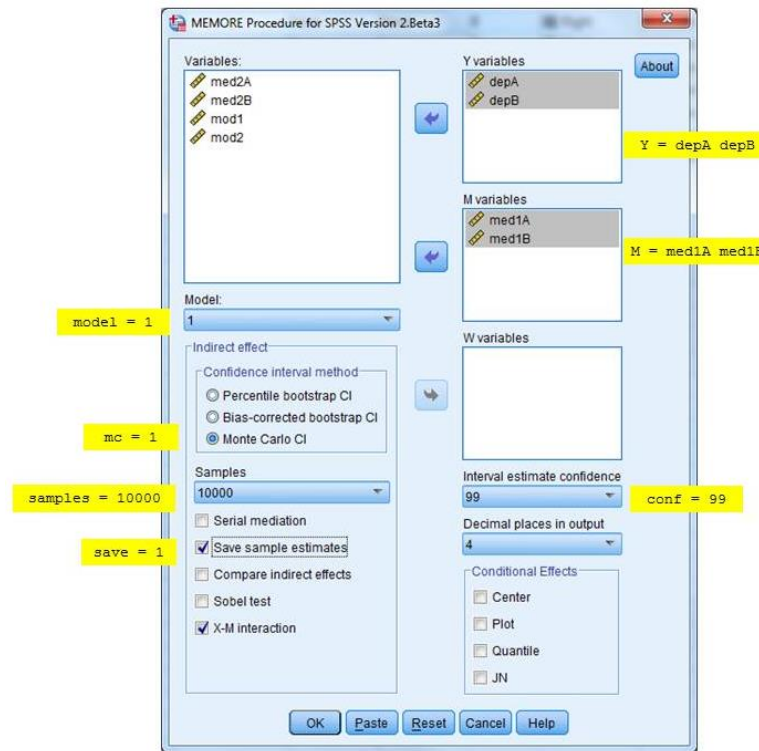 MEMORE Procedure for SPSS Version 2.Beta3
Variables:
med2A
med2B
mod1
mod2
Y variables
depA
depB
About
Y = depA depB
M variables
med1A
med1B
M = med1A med1B
Model:
1
model = 1
W variables
Indirect effect
Confidence interval method
Percentile bootstrap CI
Bias-corrected bootstrap CI
Monte Carlo CI
mc = 1
Samples
10000
samples = 10000
Serial mediation
Save sample estimates
save = 1
Compare indirect effects
Sobel test
X-M interaction
Interval estimate confidence
99
conf = 99
Decimal places in output
4
Conditional Effects
Center
Plot
Quantile
JN
OK
Paste
Reset
Cancel
Help